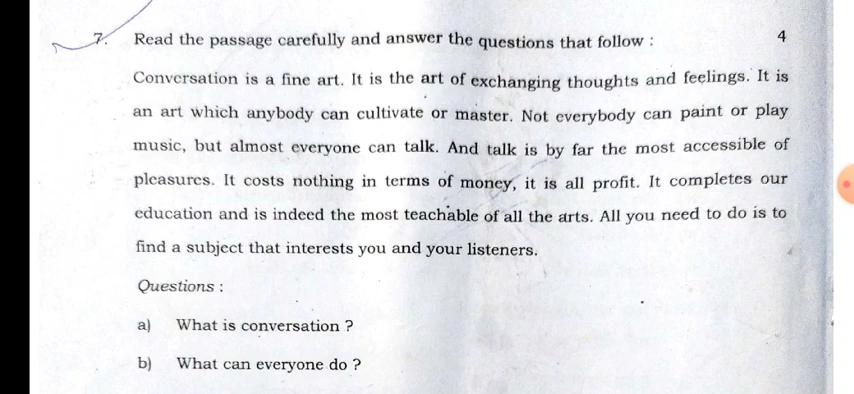 7. Read the passage carefully and answer the questions that follow : 4
Conversation is a fine art. It is the art of exchanging thoughts and feelings. It is
an art which anybody can cultivate or master. Not everybody can paint or play
music, but almost everyone can talk. And talk is by far the most accessible of
pleasures. It costs nothing in terms of money, it is all profit. It completes our
education and is indeed the most teachable of all the arts. All you need to do is to
find a subject that interests you and your listeners.
Questions :
a) What is conversation ?
b) What can everyone do ?